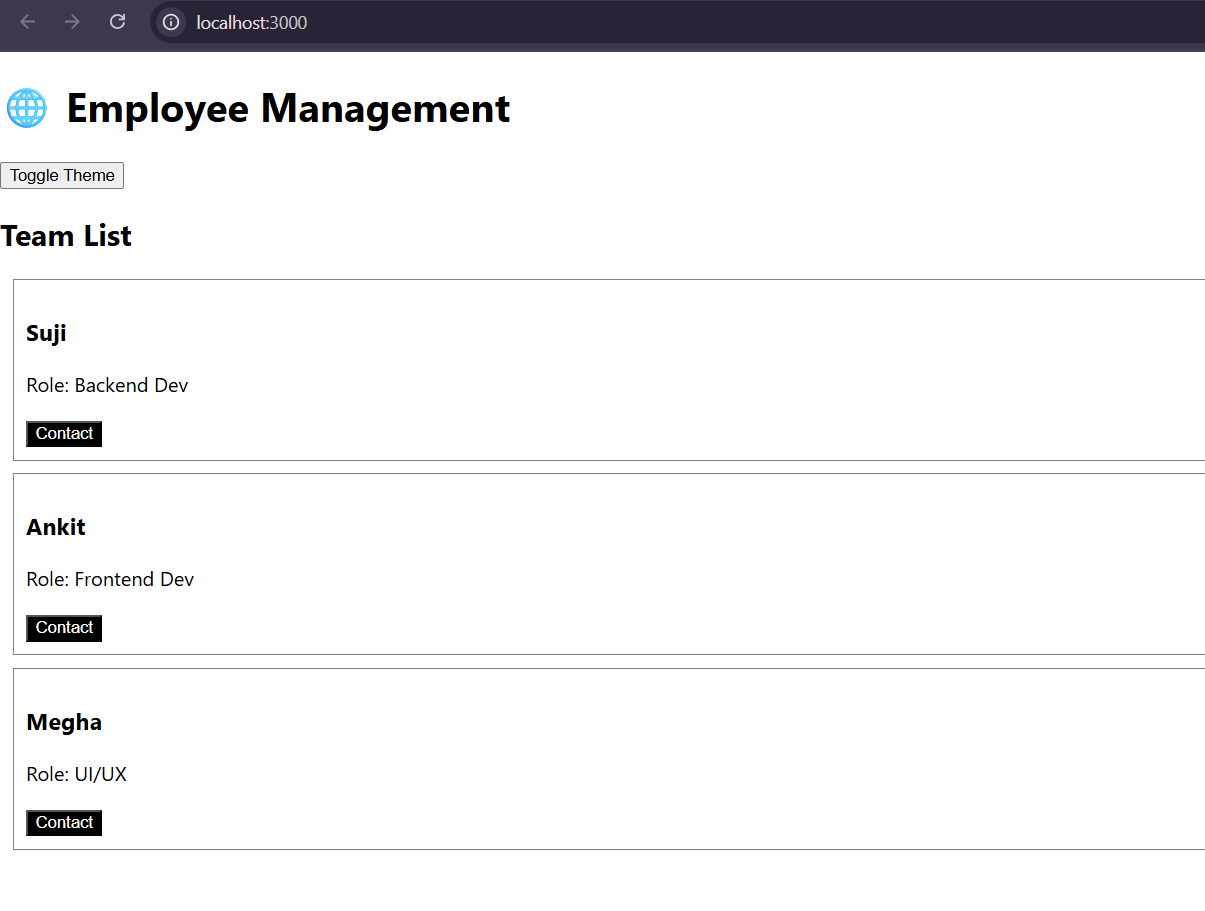 localhost:3000
Employee Management
Toggle Theme
Team List
Suji
Role: Backend Dev
Contact
Ankit
Role: Frontend Dev
Contact
Megha
Role: UI/UX
Contact